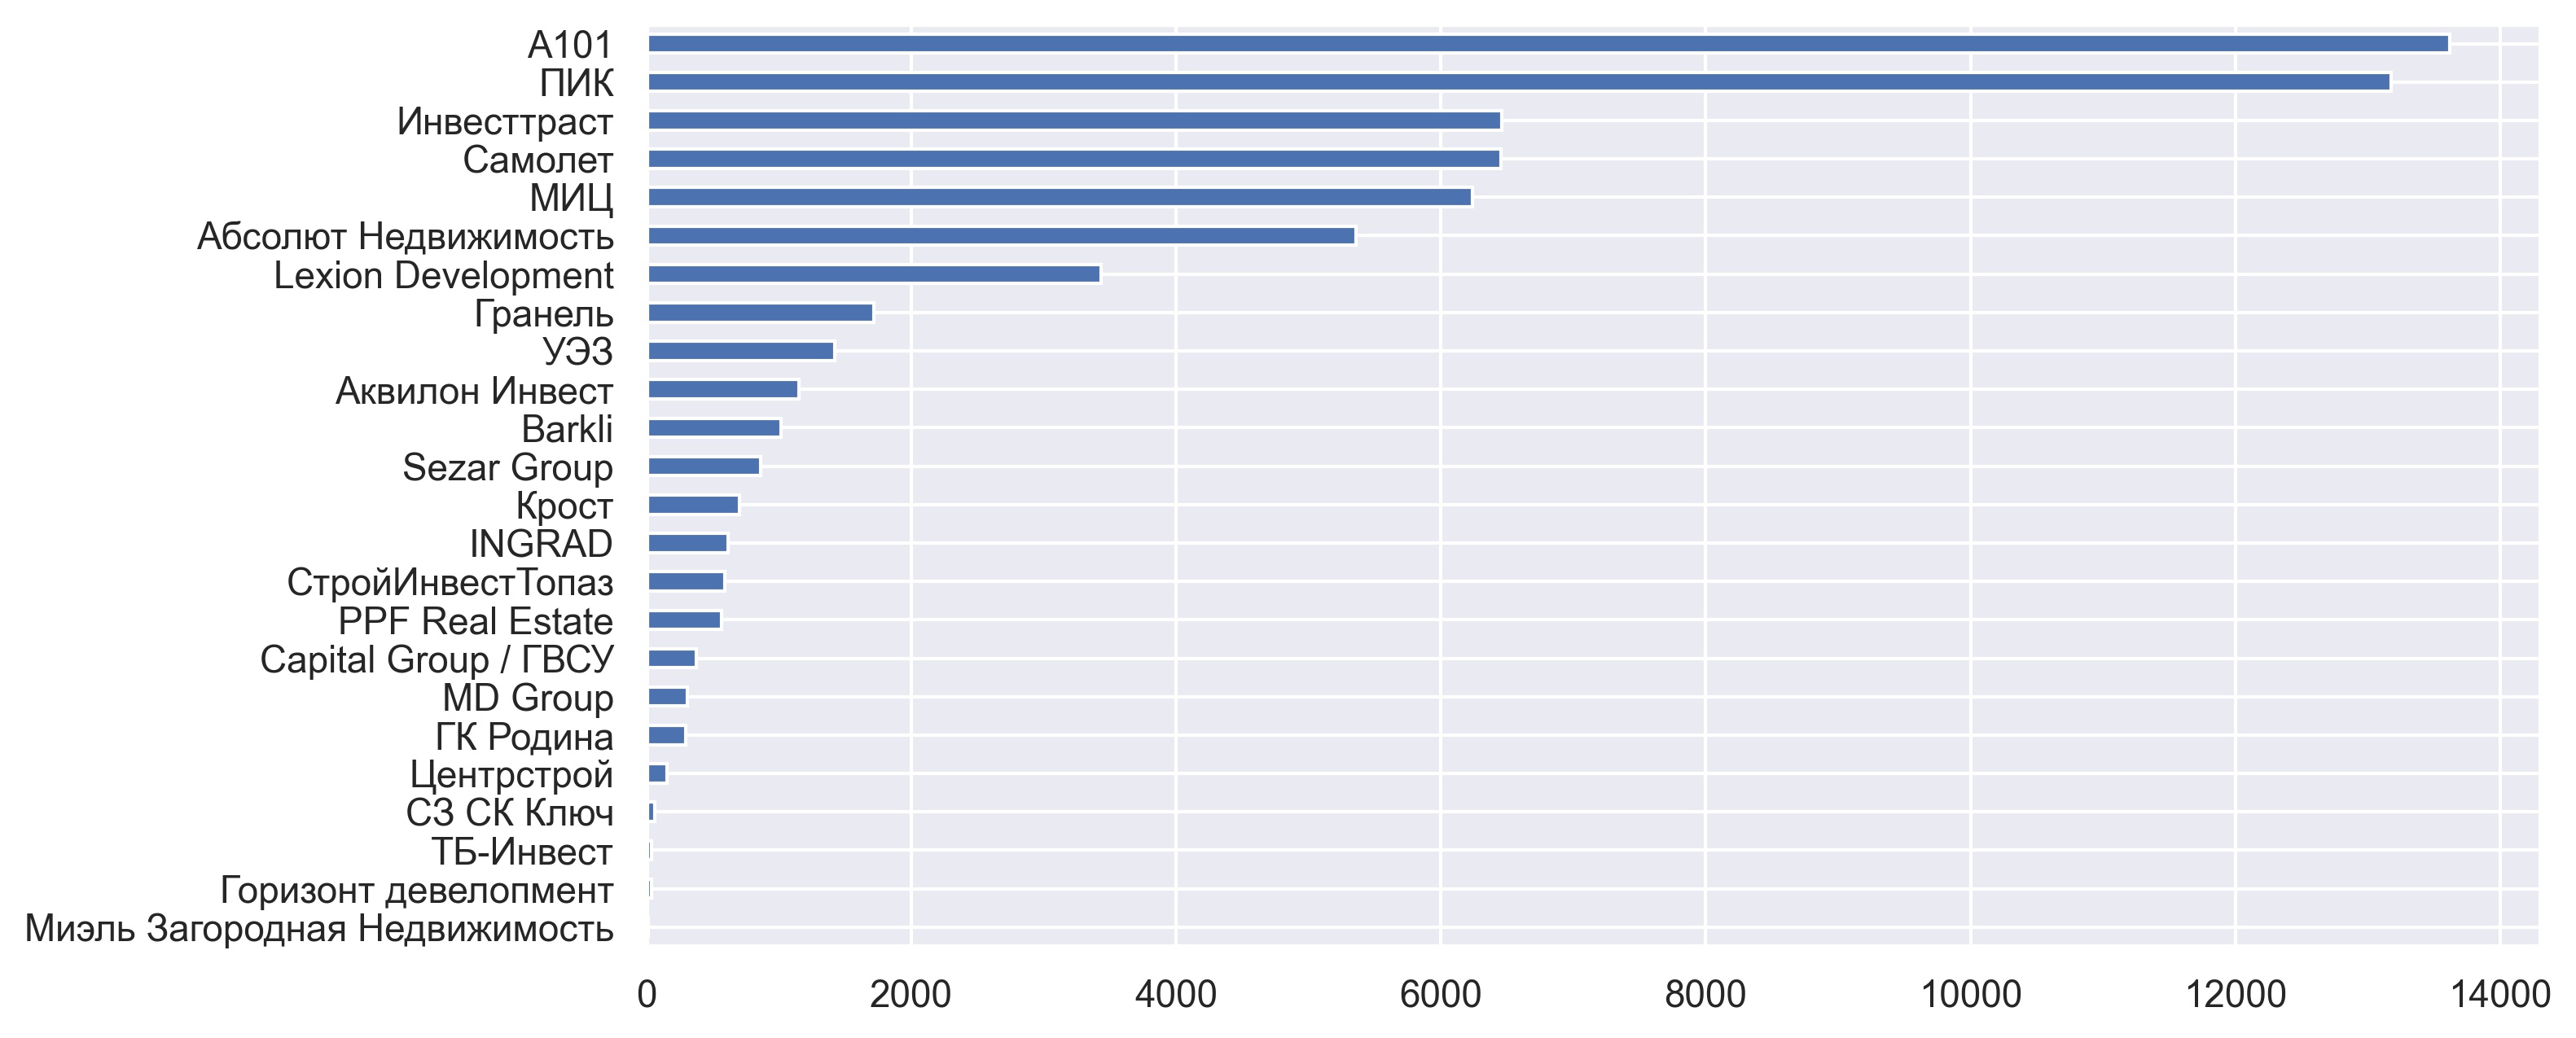 А101
ПИК
Инвесттраст
Самолет
МИЦ
Абсолют Недвижимость
Lexion Development
Гранель
УЭЗ
Аквилон Инвест
Barkli
Sezar Group
Крост
INGRAD
СтройИнвестТопаз
PPF Real Estate
Capital Group / ГВСУ
MD Group
ГК Родина
Центрстрой
СЗ СК Ключ
ТБ-Инвест
Горизонт девелопмент
Миэль Загородная Недвижимость
0 2000 4000 6000 8000 10000 12000 14000